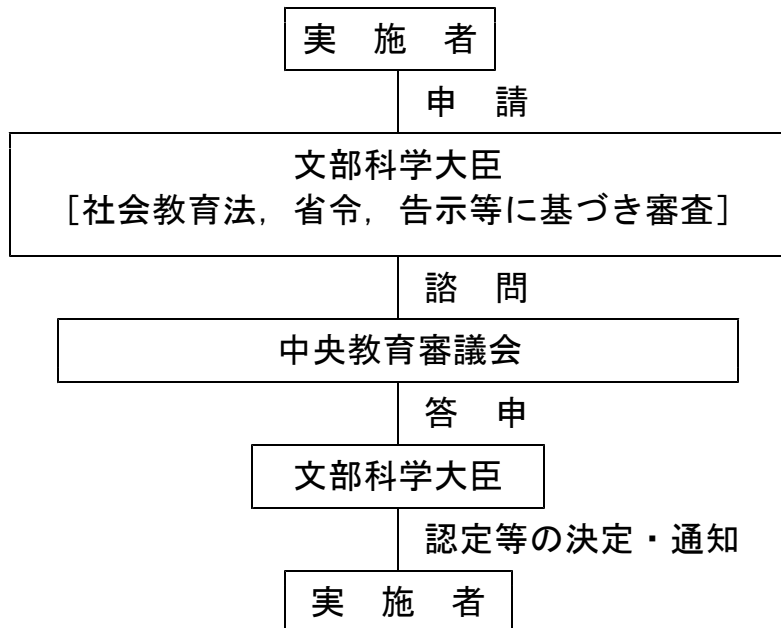 実　施　者
申　請
文部科学大臣
［社会教育法，省令，告示等に基づき審査］
諮　問
中央教育審議会
答　申
文部科学大臣
認定等の決定・通知
実　施　者